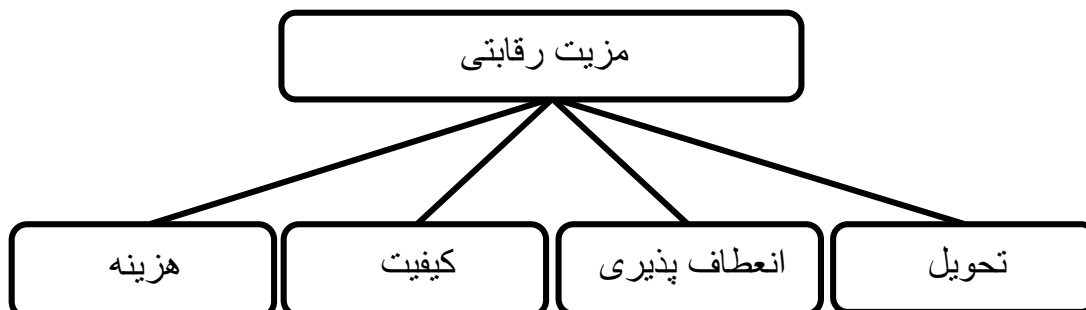 مزیت رقابتی
تحویل
انعطاف پذیری
کیفیت
هزینه